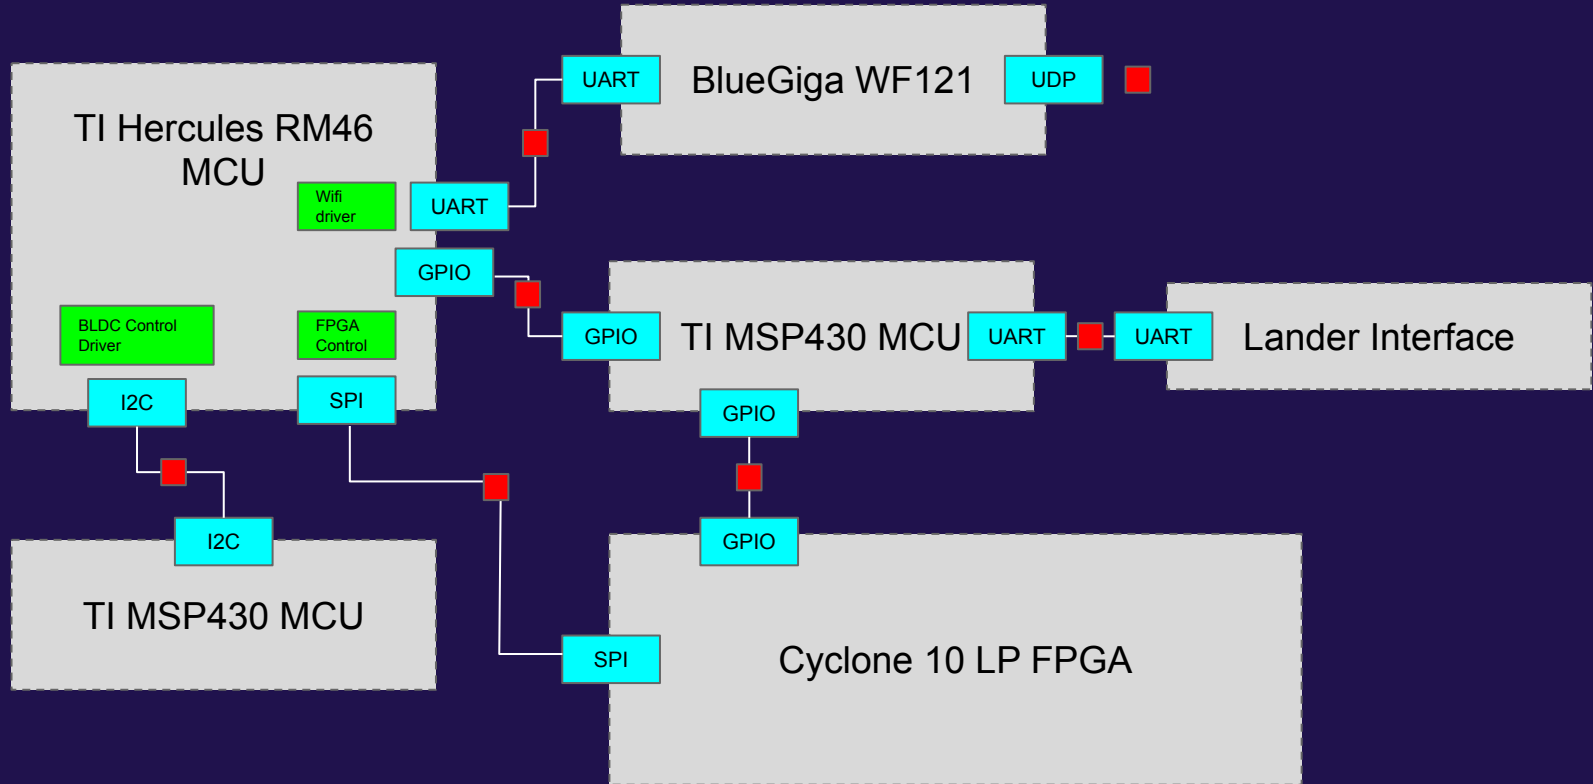 TI Hercules RM46
MCU
Wifi
driver
UART
GPIO
BLDC Control
Driver
FPGA
Control
I2C
SPI
UART
BlueGiga WF121
UDP
GPIO
TI MSP430 MCU
UART
GPIO
UART
Lander Interface
I2C
TI MSP430 MCU
GPIO
SPI
Cyclone 10 LP FPGA